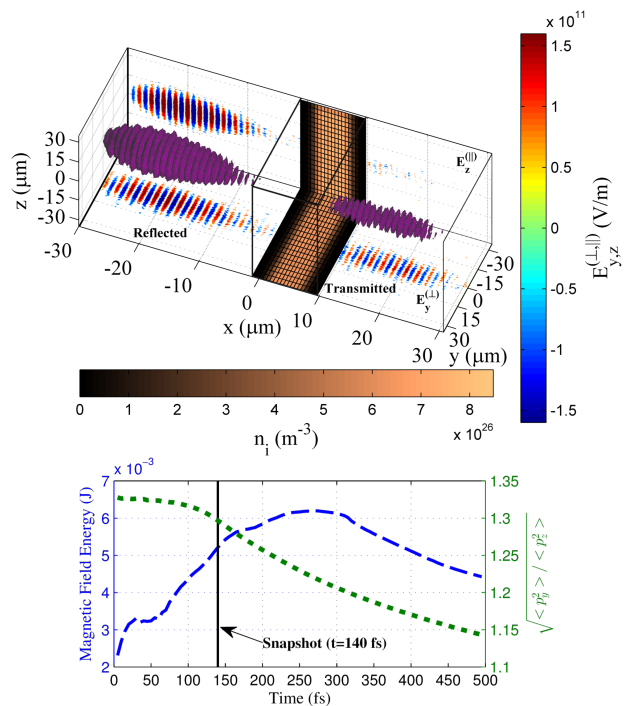 × 10¹¹
1.5
1
0.5
0
-0.5
-1
-1.5
E_{y,z}^{(⊥,||)} (V/m)
30
15
0
-15
-30
z (μm)
E_z^{(||)}
Reflected
Transmitted
E_y^{(⊥)}
-30
-20
-10
0
10
20
30
x (μm)
-30
-15
0
15
30
y (μm)
0 1 2 3 4 5 6 7 8
n_i (m⁻³)
× 10²⁶
× 10⁻³
7
6
5
4
3
2
Magnetic Field Energy (J)
1.35
1.3
1.25
1.2
1.15
1.1
√<p_y²> / <p_z²>
Snapshot (t=140 fs)
0 50 100 150 200 250 300 350 400 450 500
Time (fs)